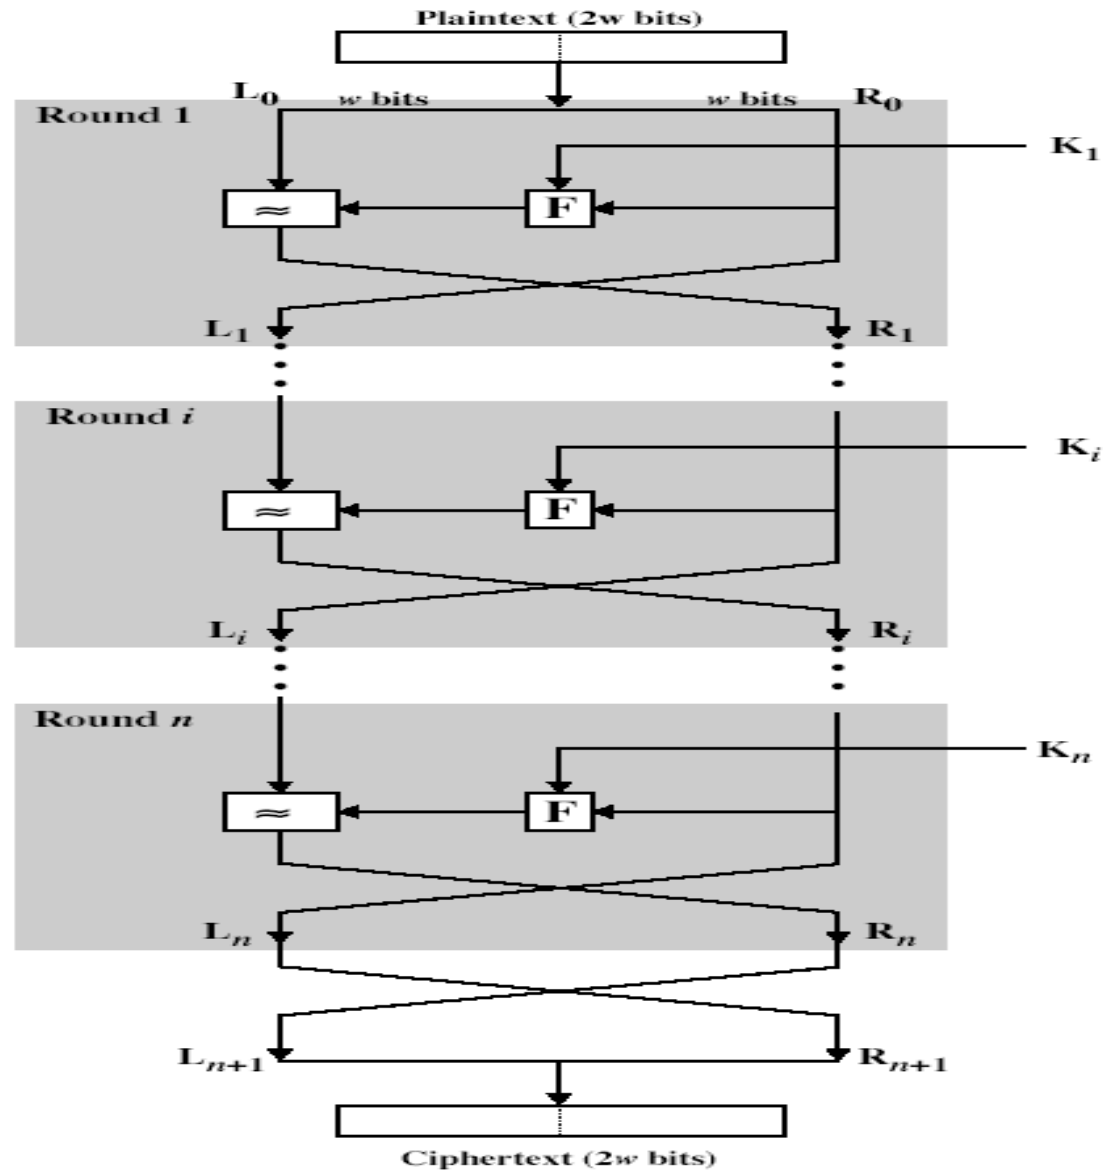 Plaintext (2w bits)
L₀ w bits w bits R₀
Round 1
K₁
≈ F
L₁ R₁
Round i
Kᵢ
≈ F
Lᵢ Rᵢ
Round n
Kₙ
≈ F
Lₙ Rₙ
Lₙ₊₁ Rₙ₊₁
Ciphertext (2w bits)